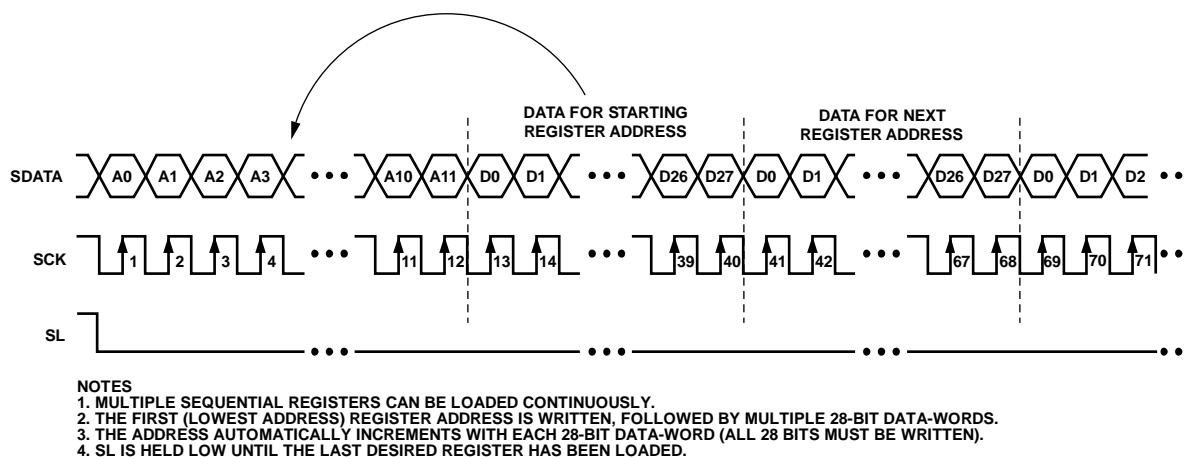 DATA FOR STARTING
REGISTER ADDRESS
DATA FOR NEXT
REGISTER ADDRESS
SDATA A0 A1 A2 A3 A10 A11 D0 D1 D26 D27 D0 D1 D26 D27 D0 D1 D2
SCK 1 2 3 4 11 12 13 14 39 40 41 42 67 68 69 70 71
SL
NOTES
1. MULTIPLE SEQUENTIAL REGISTERS CAN BE LOADED CONTINUOUSLY.
2. THE FIRST (LOWEST ADDRESS) REGISTER ADDRESS IS WRITTEN, FOLLOWED BY MULTIPLE 28-BIT DATA-WORDS.
3. THE ADDRESS AUTOMATICALLY INCREMENTS WITH EACH 28-BIT DATA-WORD (ALL 28 BITS MUST BE WRITTEN).
4. SL IS HELD LOW UNTIL THE LAST DESIRED REGISTER HAS BEEN LOADED.